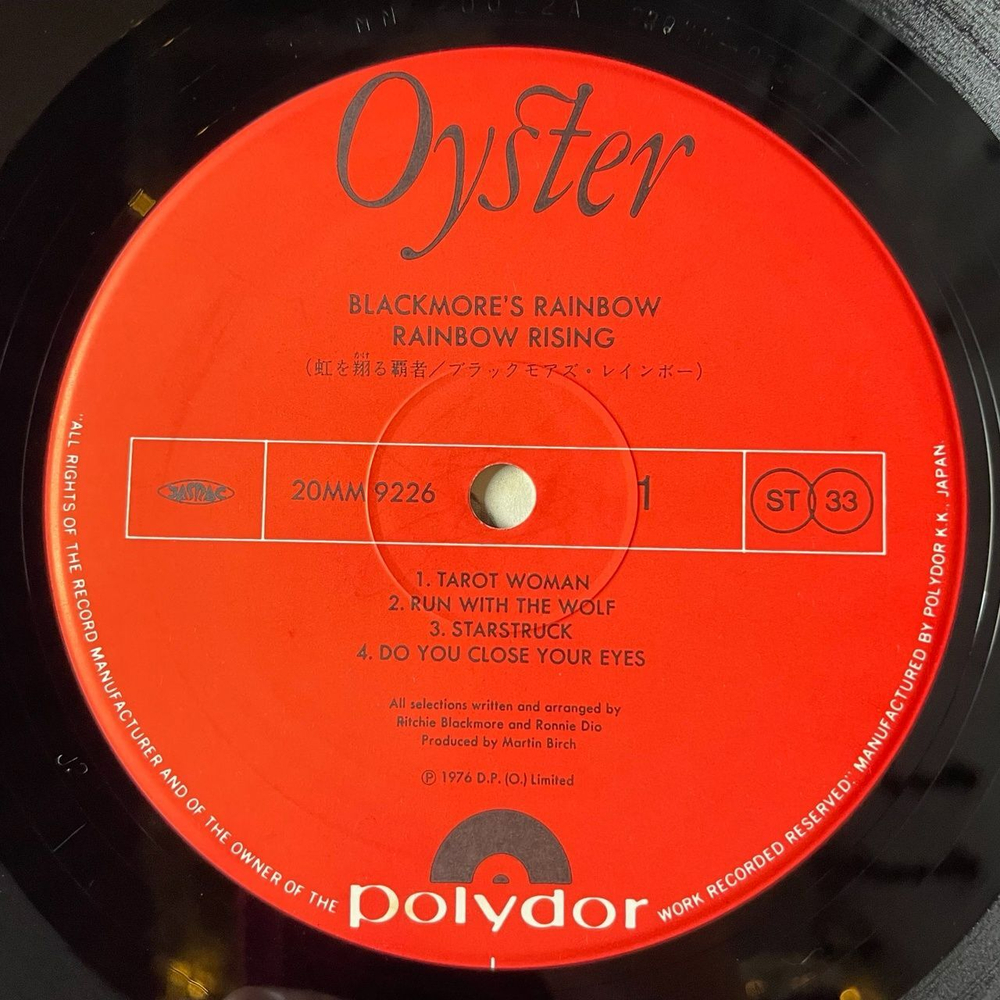 Oyster
BLACKMORE'S RAINBOW
RAINBOW RISING
かけ
(虹を翔る覇者/ブラックモアズ・レインボー)
JASRAC
20MM 9226
1
ST 33
1. TAROT WOMAN
2. RUN WITH THE WOLF
3. STARSTRUCK
4. DO YOU CLOSE YOUR EYES
All selections written and arranged by
Ritchie Blackmore and Ronnie Dio
Produced by Martin Birch
℗ 1976 D.P. (O.) Limited
polydor
"ALL RIGHTS OF THE RECORD MANUFACTURER AND OF THE OWNER OF THE WORK RECORDED RESERVED." MANUFACTURED BY POLYDOR K.K., JAPAN